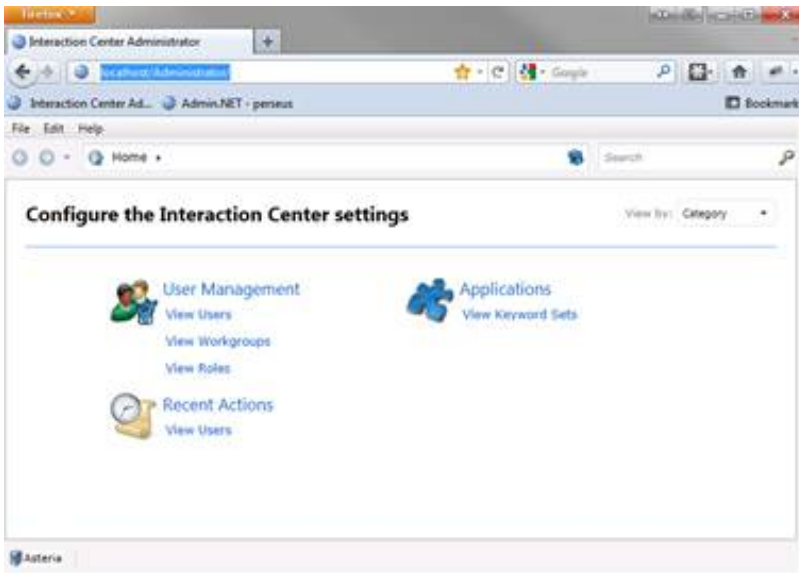 Firefox
Interaction Center Administrator
localhost/Administrator/
Google
Interaction Center Ad... Admin.NET - perseus Bookmark
File Edit Help
Home Search
Configure the Interaction Center settings View by: Category
User Management
View Users
View Workgroups
View Roles
Applications
View Keyword Sets
Recent Actions
View Users
Asteria